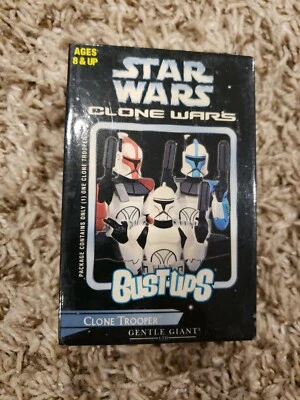 AGES
8 & UP
STAR
WARS
CLONE WARS
PACKAGE CONTAINS ONLY (1) ONE CLONE TROOPER
BUST-UPS
CLONE TROOPER
GENTLE GIANT®
LTD